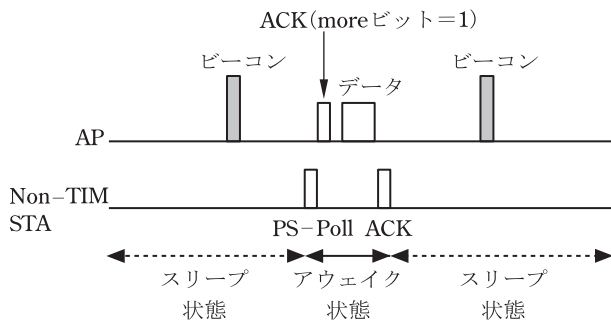 ACK(moreビット=1)
ビーコン
データ
ビーコン
AP
Non-TIM
STA
PS-Poll
ACK
スリープ
状態
アウェイク
状態
スリープ
状態